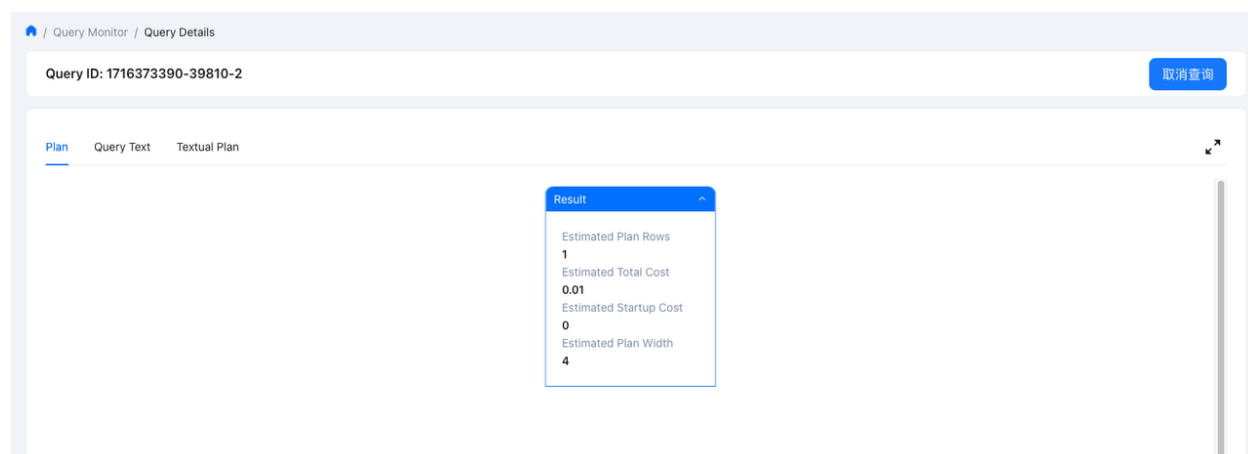 / Query Monitor / Query Details
Query ID: 1716373390-39810-2
取消查询
Plan Query Text Textual Plan
Result
Estimated Plan Rows
1
Estimated Total Cost
0.01
Estimated Startup Cost
0
Estimated Plan Width
4